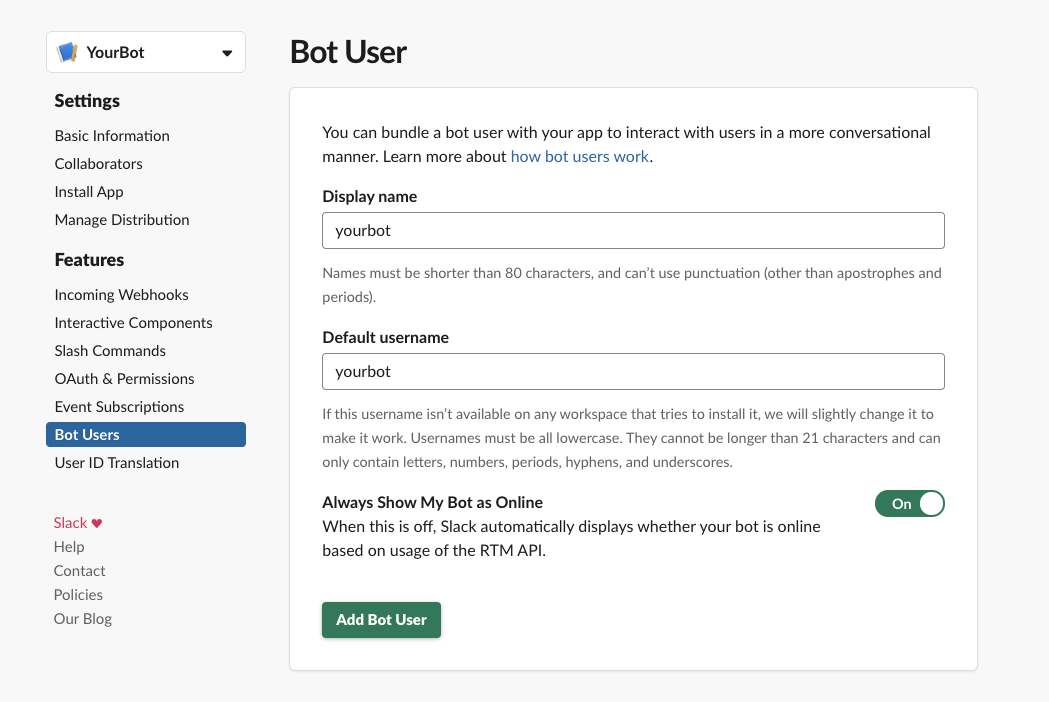 YourBot
Settings
Basic Information
Collaborators
Install App
Manage Distribution
Features
Incoming Webhooks
Interactive Components
Slash Commands
OAuth & Permissions
Event Subscriptions
Bot Users
User ID Translation
Slack ♥
Help
Contact
Policies
Our Blog
Bot User
You can bundle a bot user with your app to interact with users in a more conversational
manner. Learn more about how bot users work.
Display name
yourbot
Names must be shorter than 80 characters, and can’t use punctuation (other than apostrophes and
periods).
Default username
yourbot
If this username isn’t available on any workspace that tries to install it, we will slightly change it to
make it work. Usernames must be all lowercase. They cannot be longer than 21 characters and can
only contain letters, numbers, periods, hyphens, and underscores.
Always Show My Bot as Online
On
When this is off, Slack automatically displays whether your bot is online
based on usage of the RTM API.
Add Bot User